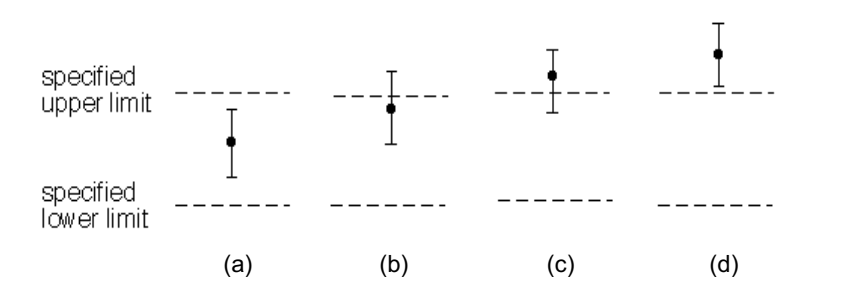 specified
upper limit
specified
lower limit
(a) (b) (c) (d)